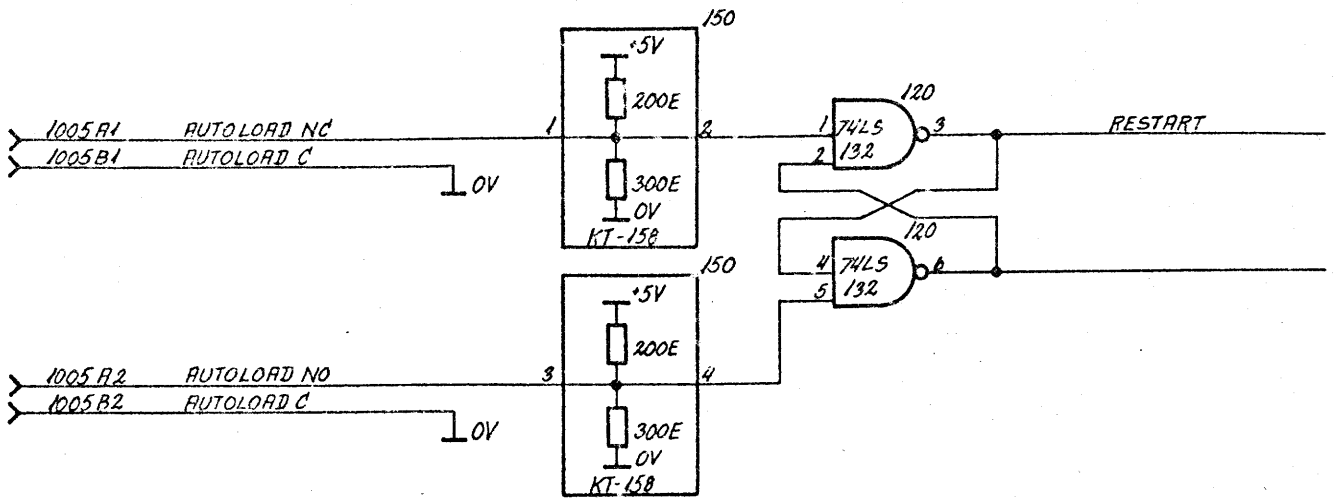 150
+5V
200E
120
1005A1 AUTOLOAD NC 1 2 1 74LS 3 RESTART
1005B1 AUTOLOAD C 2 132
0V 300E
0V
KT-158
120
150 4 74LS 6
+5V 5 132
200E
1005A2 AUTOLOAD NO 3 4
1005B2 AUTOLOAD C
0V 300E
0V
KT-158